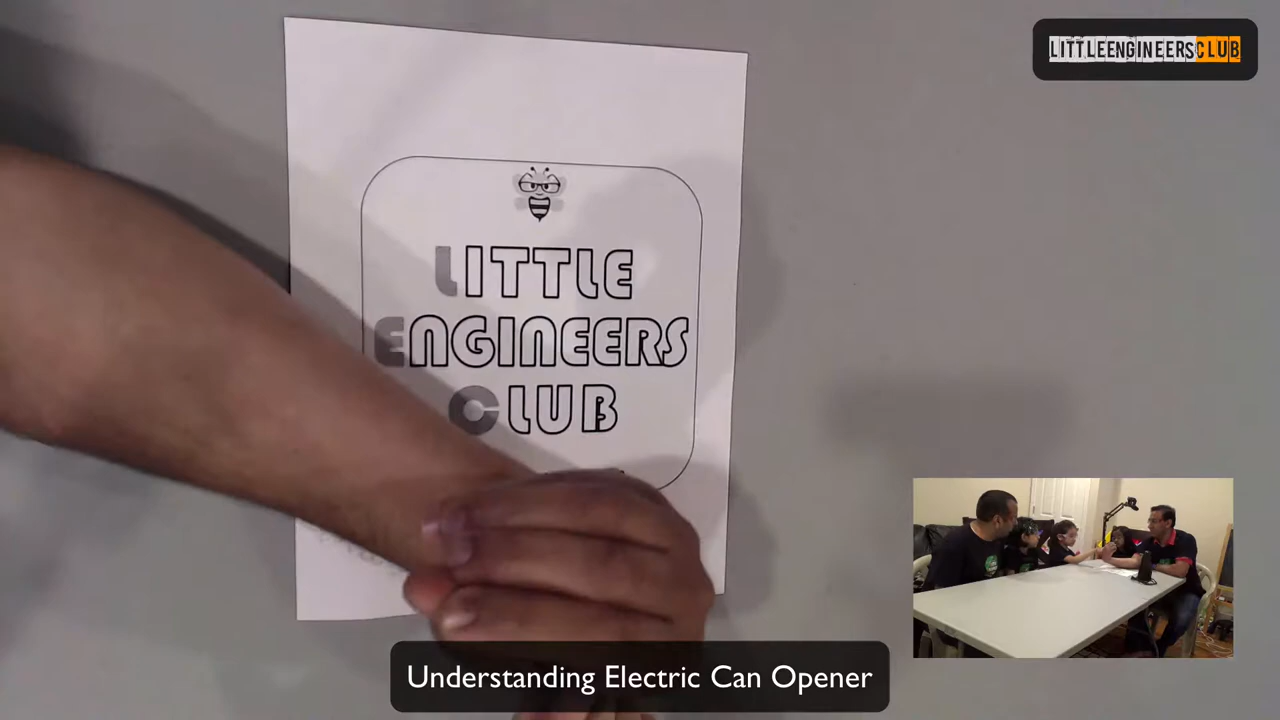 LITTLEENGINEERSCLUB
LITTLE
ENGINEERS
CLUB
Understanding Electric Can Opener